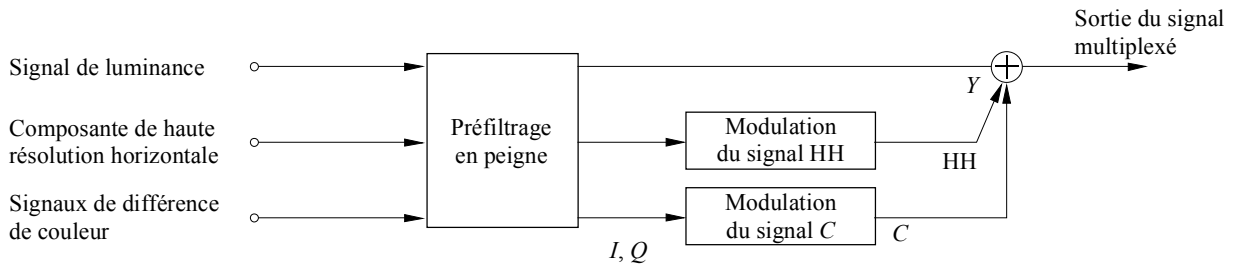 Sortie du signal
multiplexé
Signal de luminance
Y
Composante de haute
résolution horizontale
Préfiltrage
en peigne
Modulation
du signal HH
HH
Signaux de différence
de couleur
Modulation
du signal C
C
I, Q